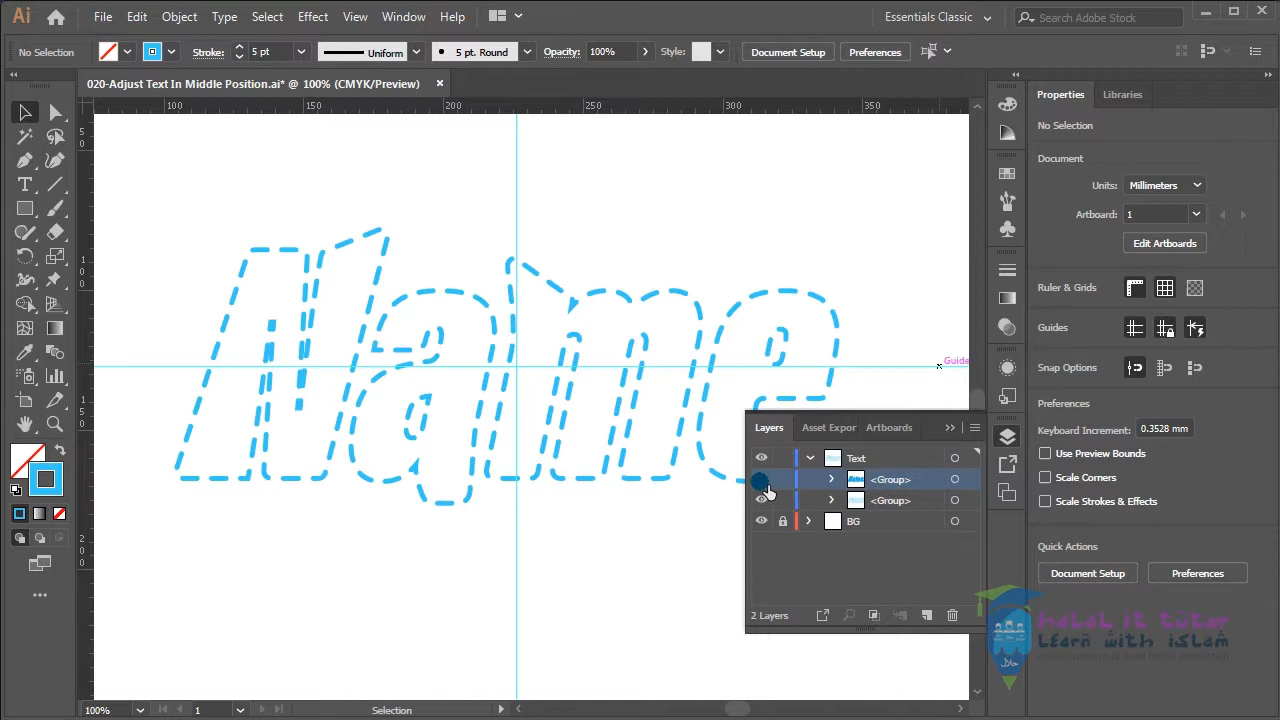 Ai File Edit Object Type Select Effect View Window Help Essentials Classic Search Adobe Stock
No Selection Stroke: 5 pt Uniform 5 pt. Round Opacity: 100% Style: Document Setup Preferences
020-Adjust Text In Middle Position.ai* @ 100% (CMYK/Preview)
100 150 200 250 300 350
Properties Libraries
No Selection
Document
Units: Millimeters
Artboard: 1
Edit Artboards
Ruler & Grids
Guides
Snap Options
Preferences
Keyboard Increment: 0.3528 mm
Use Preview Bounds
Scale Corners
Scale Strokes & Effects
Quick Actions
Document Setup Preferences
Guide
Layers Asset Expor Artboards
Text
<Group>
<Group>
BG
2 Layers
Halal it tutor
Learn with islam
حلال
100% 1 Selection